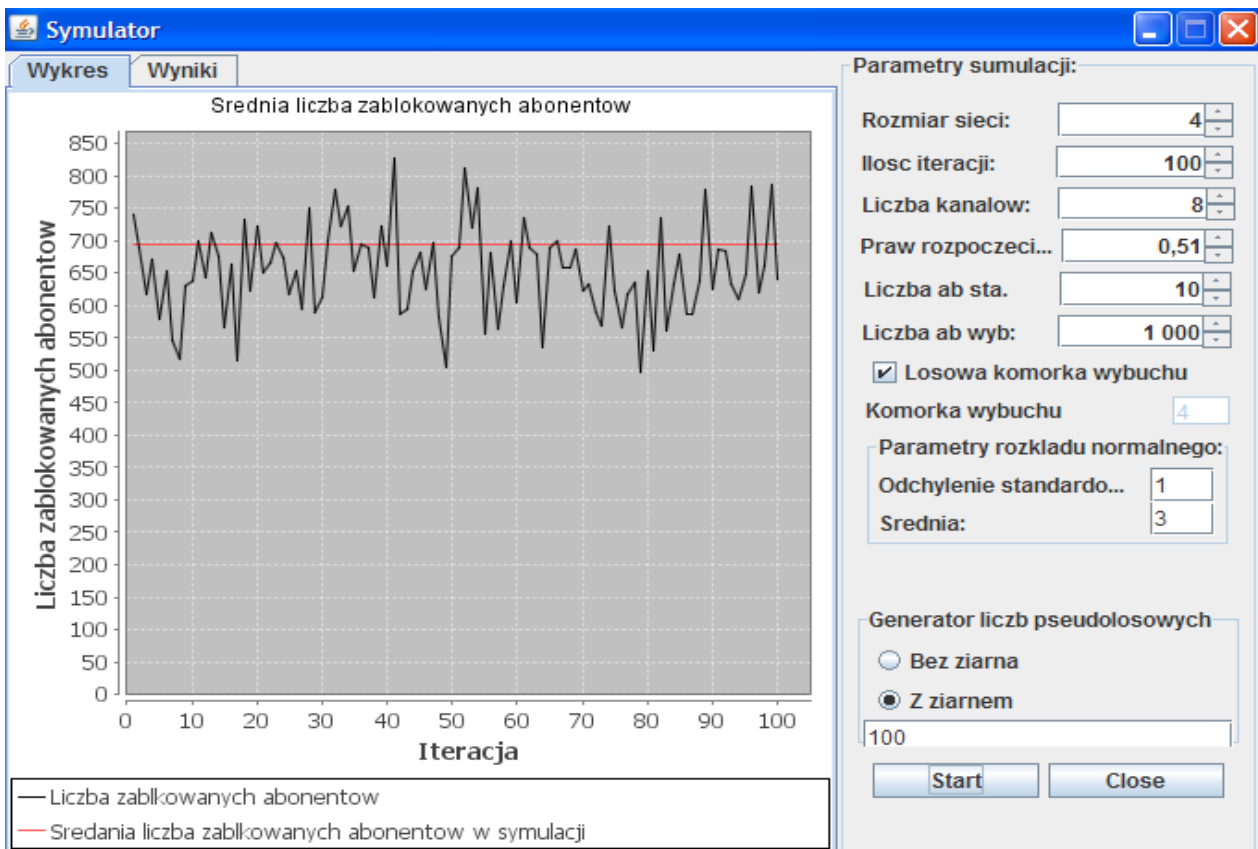 Symulator
Wykres
Wyniki
Srednia liczba zablokowanych abonentow
Liczba zablokowanych abonentow
850
800
750
700
650
600
550
500
450
400
350
300
250
200
150
100
50
0
0 10 20 30 40 50 60 70 80 90 100
Iteracja
Liczba zablkowanych abonentow
Sredania liczba zablkowanych abonentow w symulacji
Parametry sumulacji:
Rozmiar sieci: 4
Ilosc iteracji: 100
Liczba kanalow: 8
Praw rozpoczeci... 0,51
Liczba ab sta. 10
Liczba ab wyb: 1 000
Losowa komorka wybuchu
Komorka wybuchu 4
Parametry rozkladu normalnego:
Odchylenie standardo... 1
Srednia: 3
Generator liczb pseudolosowych
Bez ziarna
Z ziarnem
100
Start
Close